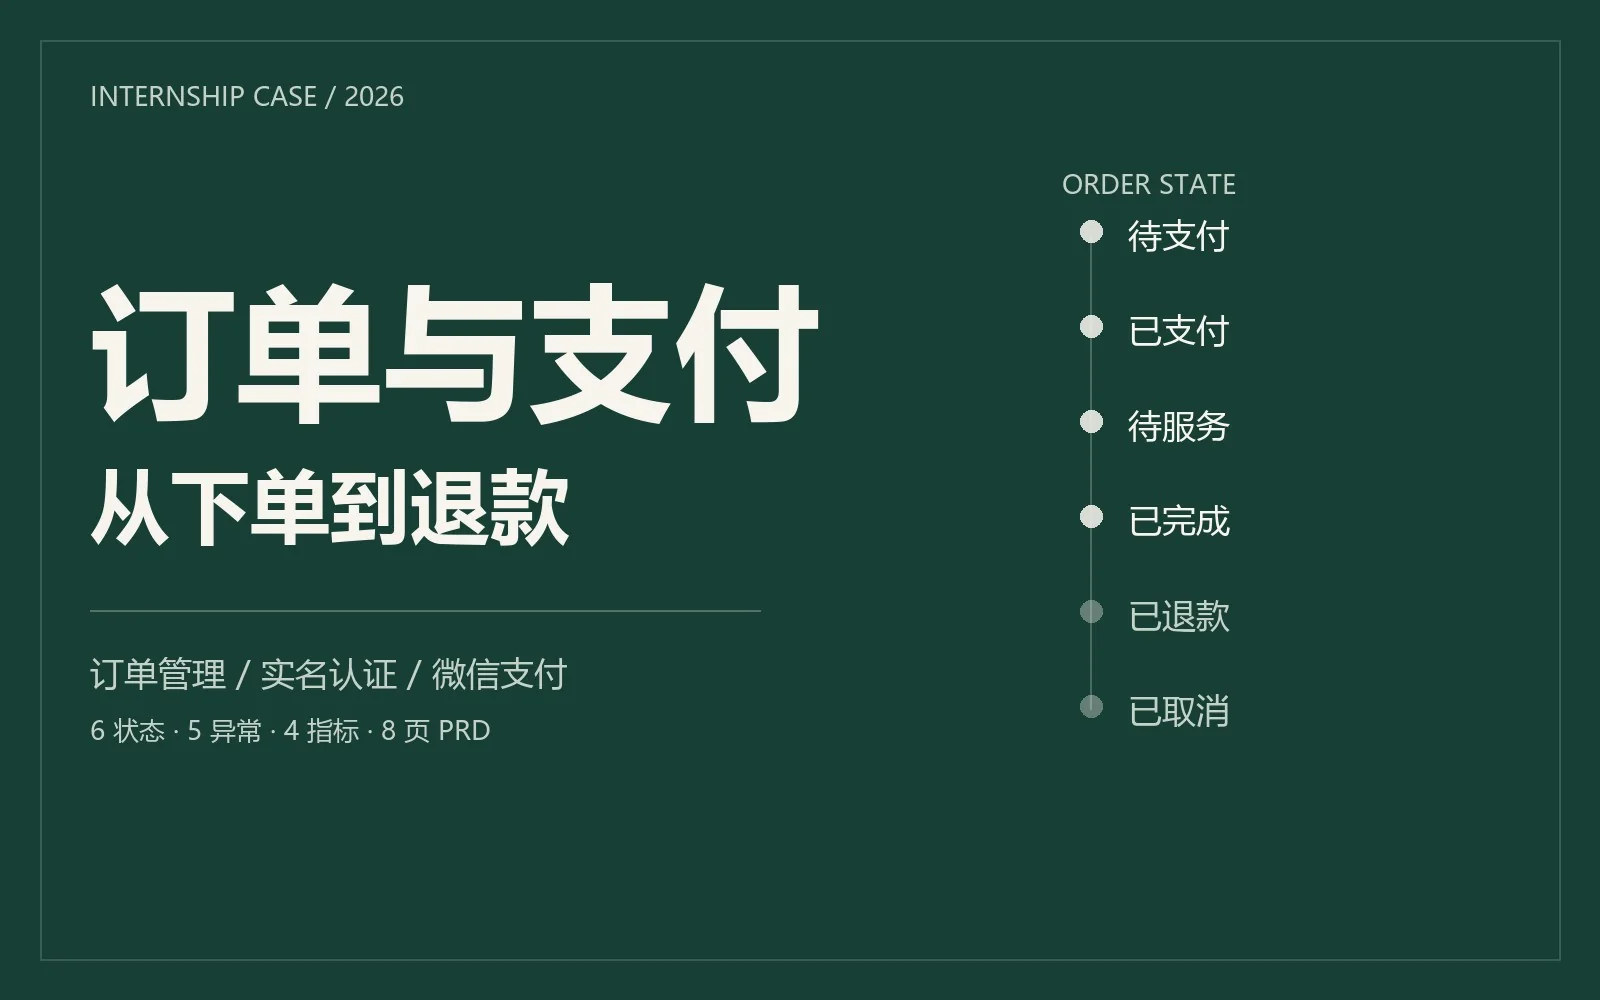 INTERNSHIP CASE / 2026
订单与支付
从下单到退款
订单管理 / 实名认证 / 微信支付
6 状态 · 5 异常 · 4 指标 · 8 页 PRD
ORDER STATE
待支付
已支付
待服务
已完成
已退款
已取消